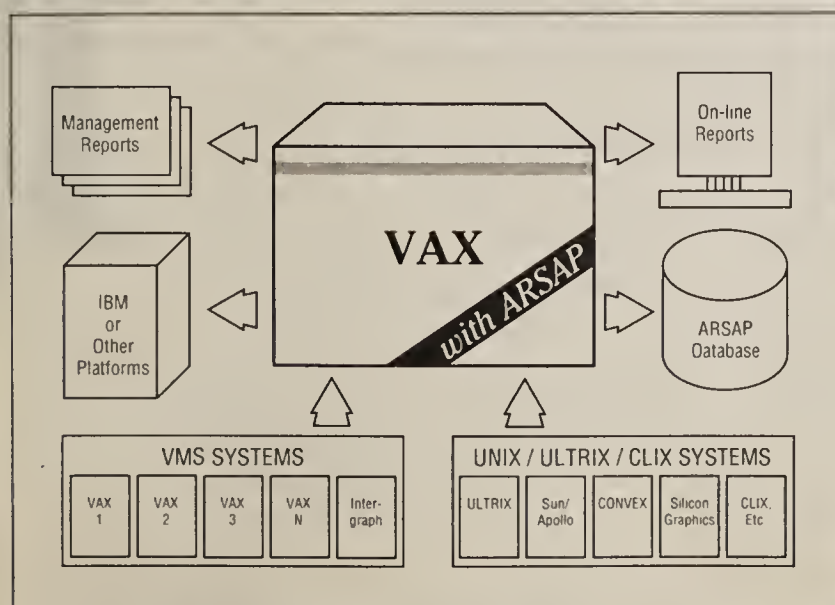 Management
Reports
On-line
Reports
VAX
with ARSAP
IBM
or
Other
Platforms
ARSAP
Oatabase
VMS SYSTEMS
VAX
1
VAX
2
VAX
3
VAX
N
Inter-
graph
UNIX / ULTRIX / CLIX SYSTEMS
ULTRIX
Sun/
Apollo
CONVEX
Silicon
Graphics
CLIX,
Etc